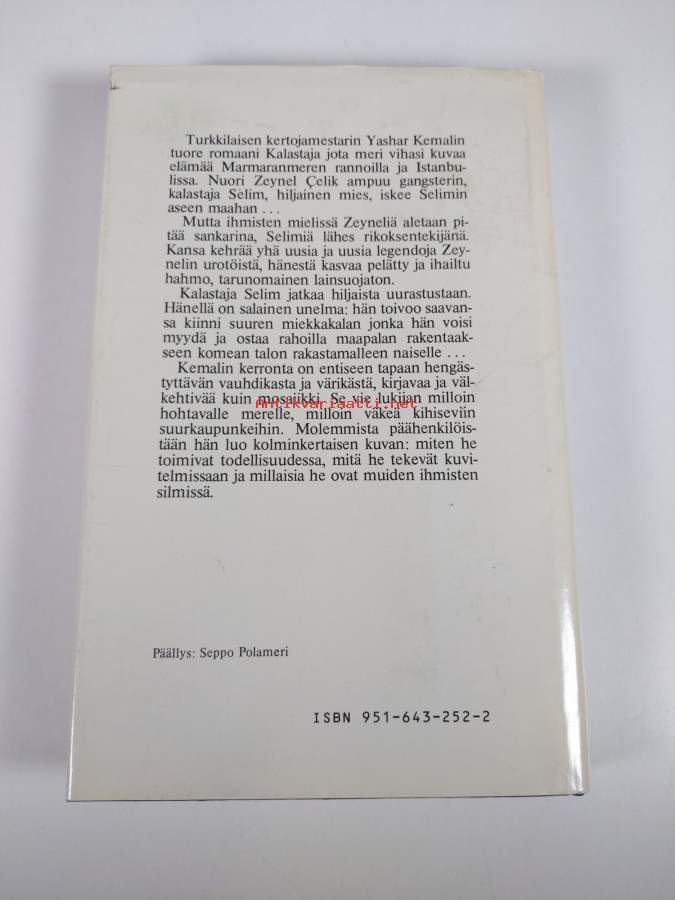 Turkkilaisen kertojamestarin Yashar Kemalin
tuore romaani Kalastaja jota meri vihasi kuvaa
elämää Marmaranmeren rannoilla ja Istanbu-
lissa. Nuori Zeynel Çelik ampuu gangsterin,
kalastaja Selim, hiljainen mies, iskee Selimin
aseen maahan ...
Mutta ihmisten mielissä Zeyneliä aletaan pi-
tää sankarina, Selimiä lähes rikoksentekijänä.
Kansa kehrää yhä uusia ja uusia legendoja Zey-
nelin urotöistä, hänestä kasvaa pelätty ja ihailtu
hahmo, tarunomainen lainsuojaton.
Kalastaja Selim jatkaa hiljaista uurastustaan.
Hänellä on salainen unelma: hän toivoo saavan-
sa kiinni suuren miekkakalan jonka hän voisi
myydä ja ostaa rahoilla maapalan rakentaak-
seen komean talon rakastamalleen naiselle ...
Kemalin kerronta on entiseen tapaan hengäs-
tyttävän vauhdikasta ja värikästä, kirjavaa ja väl-
kehtivää kuin mosaiikki. Se vie lukijan milloin
Antikvariaatti.net
hohtavalle merelle, milloin väkeä kihiseviin
suurkaupunkeihin. Molemmista päähenkilöis-
tään hän luo kolminkertaisen kuvan: miten he
toimivat todellisuudessa, mitä he tekevät kuvi-
telmissaan ja millaisia he ovat muiden ihmisten
silmissä.
Päällys: Seppo Polameri
ISBN 951-643-252-2